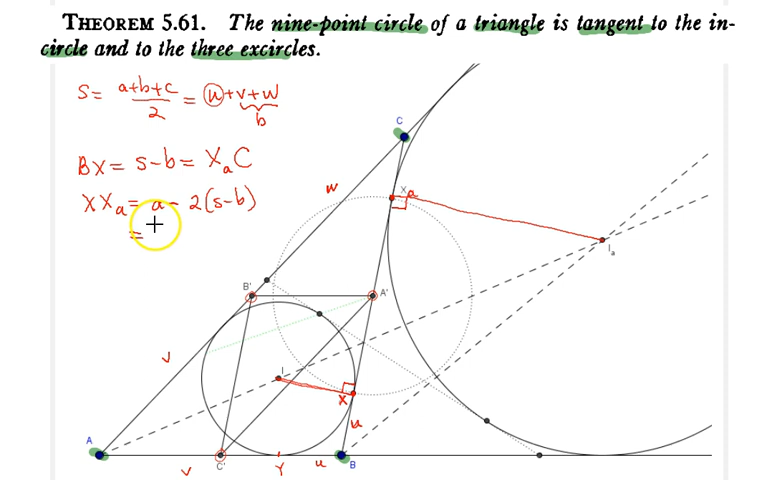 THEOREM 5.61. The nine-point circle of a triangle is tangent to the in-
circle and to the three excircles.
S = a+b+c / 2 = u+v+w
b
BX = s-b = XₐC
XXₐ = a - 2(s-b)
=
C
w
Xₐ
Iₐ
B'
A'
v
I
X
u
A
v
C'
Y
u
B